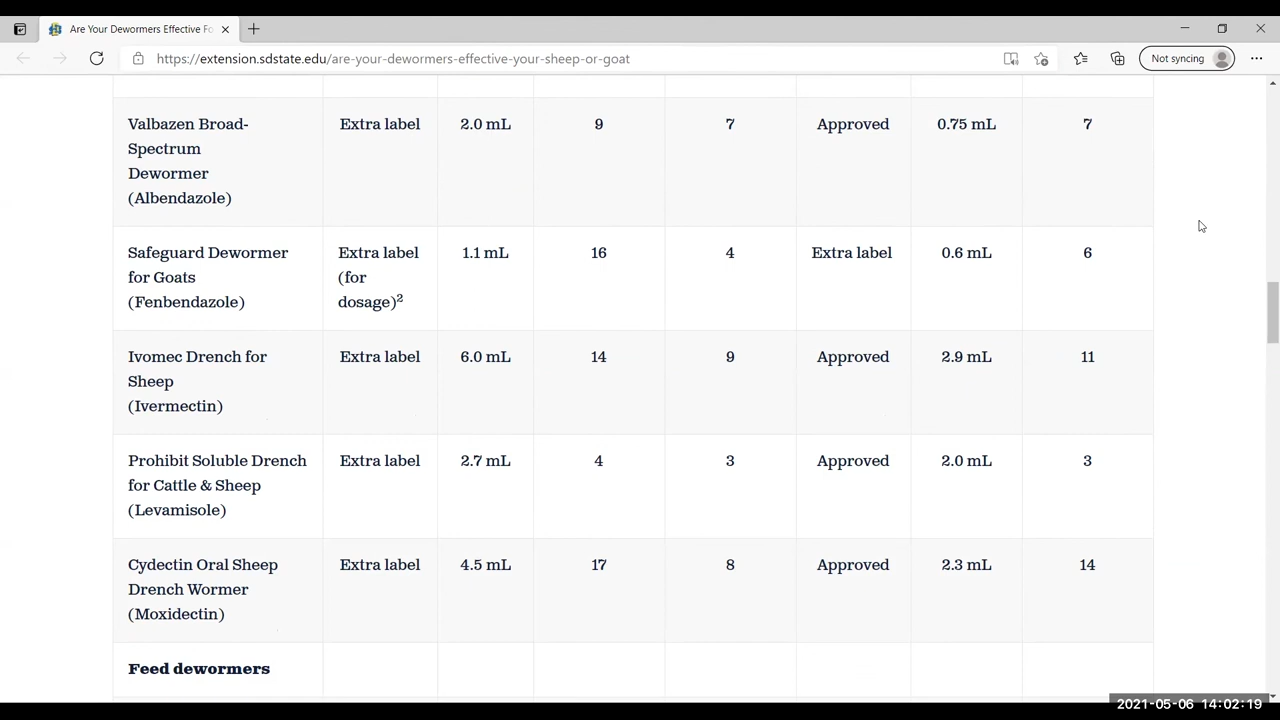 Are Your Dewormers Effective Fo
https://extension.sdstate.edu/are-your-dewormers-effective-your-sheep-or-goat
Not syncing
Valbazen Broad- Extra label 2.0 mL 9 7 Approved 0.75 mL 7
Spectrum
Dewormer
(Albendazole)
Safeguard Dewormer Extra label 1.1 mL 16 4 Extra label 0.6 mL 6
for Goats (for
(Fenbendazole) dosage)²
Ivomec Drench for Extra label 6.0 mL 14 9 Approved 2.9 mL 11
Sheep
(Ivermectin)
Prohibit Soluble Drench Extra label 2.7 mL 4 3 Approved 2.0 mL 3
for Cattle & Sheep
(Levamisole)
Cydectin Oral Sheep Extra label 4.5 mL 17 8 Approved 2.3 mL 14
Drench Wormer
(Moxidectin)
Feed dewormers
2021-05-06 14:02:19